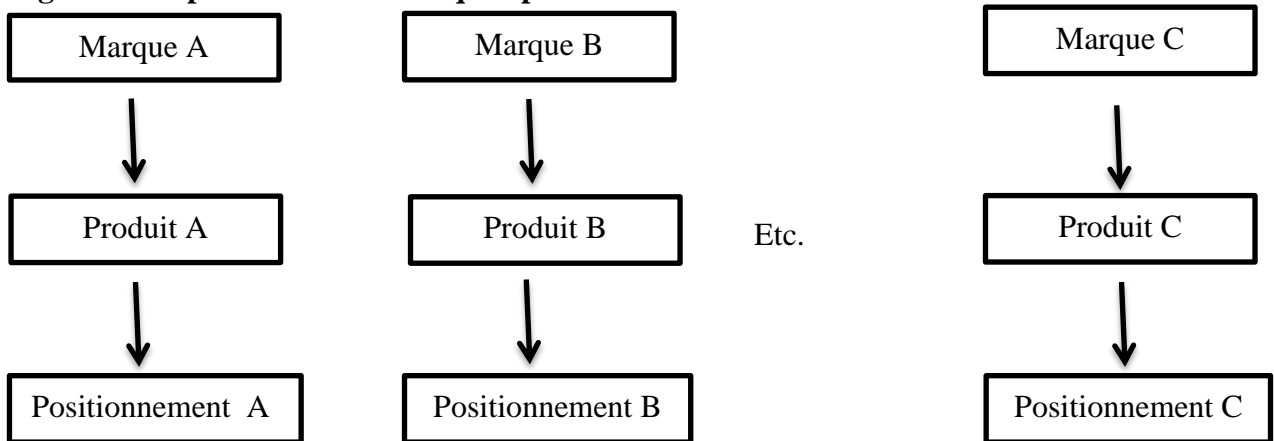 Marque A
Marque B
Marque C
Produit A
Produit B
Etc.
Produit C
Positionnement A
Positionnement B
Positionnement C